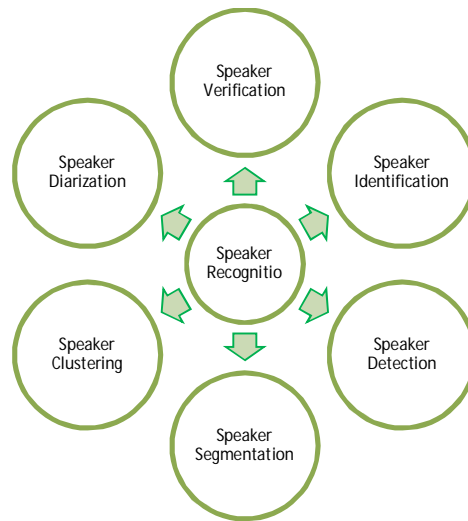 Speaker
Verification
Speaker
Diarization
Speaker
Identification
Speaker
Recognitio
Speaker
Clustering
Speaker
Detection
Speaker
Segmentation